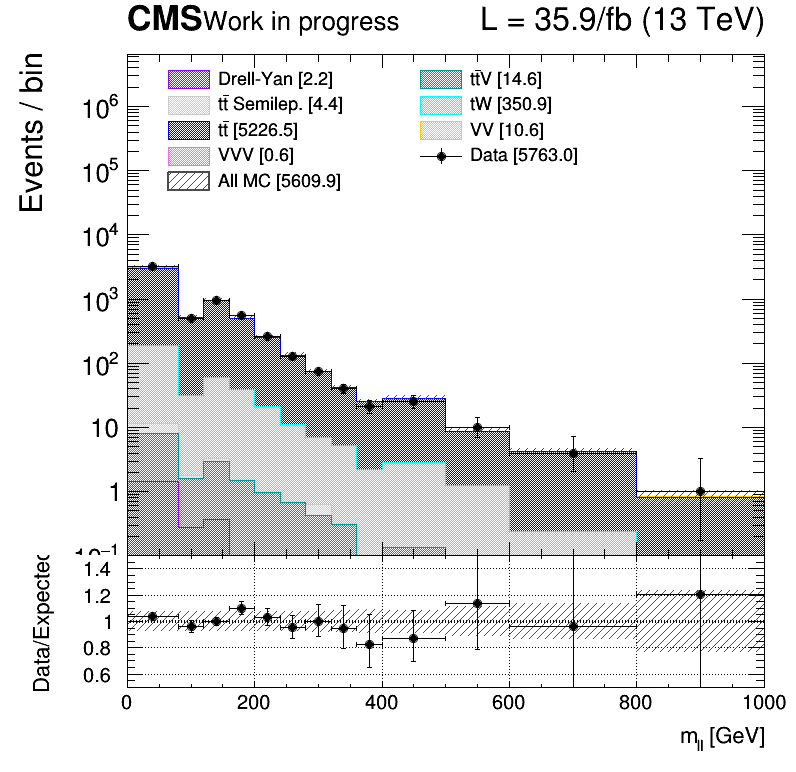 CMS Work in progress L = 35.9/fb (13 TeV)
Events / bin
Drell-Yan [2.2]
tt̄ Semilep. [4.4]
tt̄ [5226.5]
VVV [0.6]
All MC [5609.9]
tt̄V [14.6]
tW [350.9]
VV [10.6]
Data [5763.0]
10⁶
10⁵
10⁴
10³
10²
10
1
10⁻¹
Data/Expected
1.4
1.2
1
0.8
0.6
0 200 400 600 800 1000
m_ll [GeV]